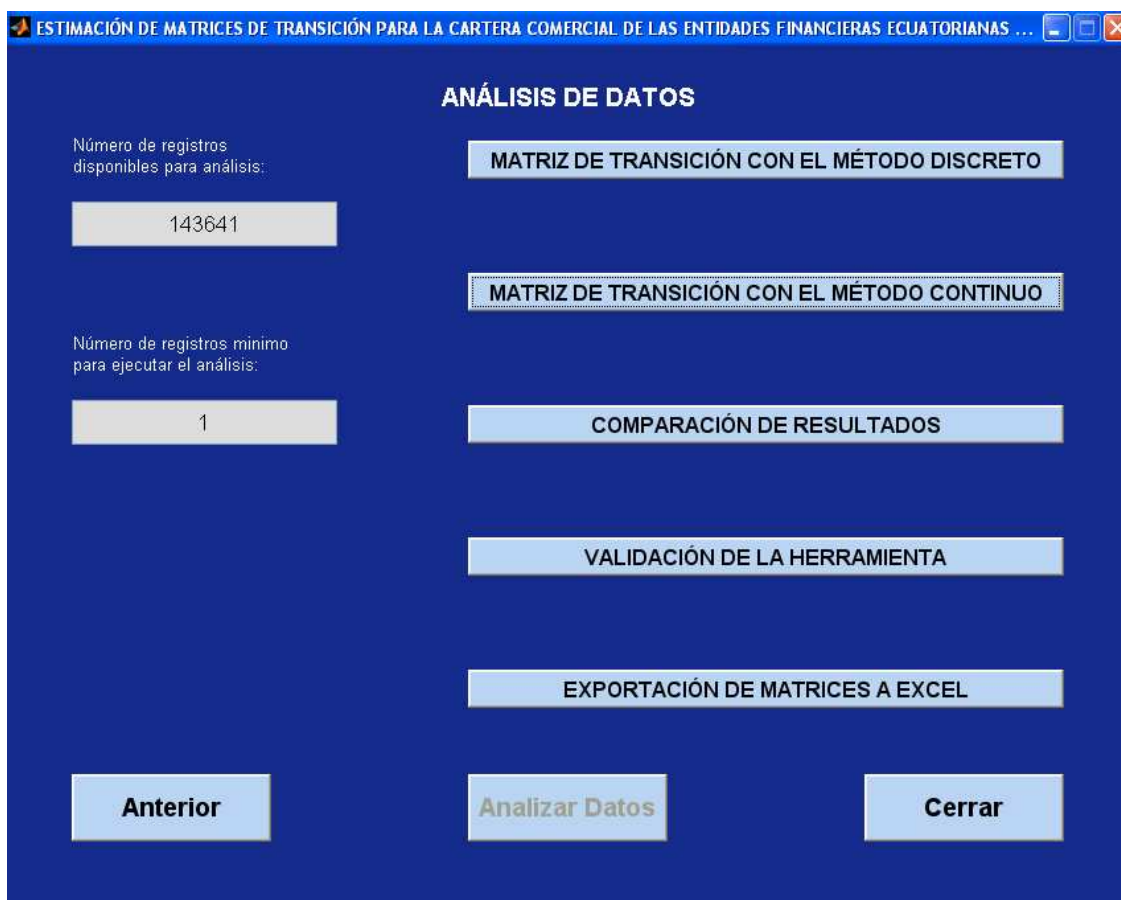 ESTIMACIÓN DE MATRICES DE TRANSICIÓN PARA LA CARTERA COMERCIAL DE LAS ENTIDADES FINANCIERAS ECUATORIANAS ...
ANÁLISIS DE DATOS
Número de registros
disponibles para análisis:
143641
Número de registros minimo
para ejecutar el análisis:
1
MATRIZ DE TRANSICIÓN CON EL MÉTODO DISCRETO
MATRIZ DE TRANSICIÓN CON EL MÉTODO CONTINUO
COMPARACIÓN DE RESULTADOS
VALIDACIÓN DE LA HERRAMIENTA
EXPORTACIÓN DE MATRICES A EXCEL
Anterior
Analizar Datos
Cerrar